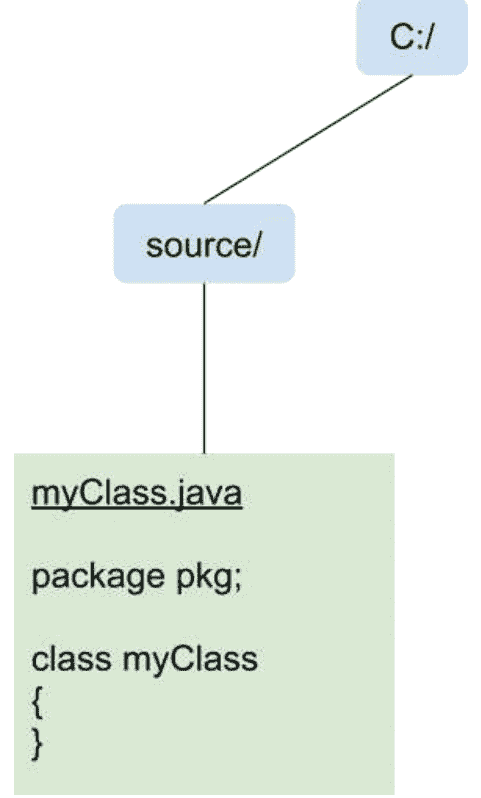 C:/
source/
myClass.java
package pkg;
class myClass
{
}